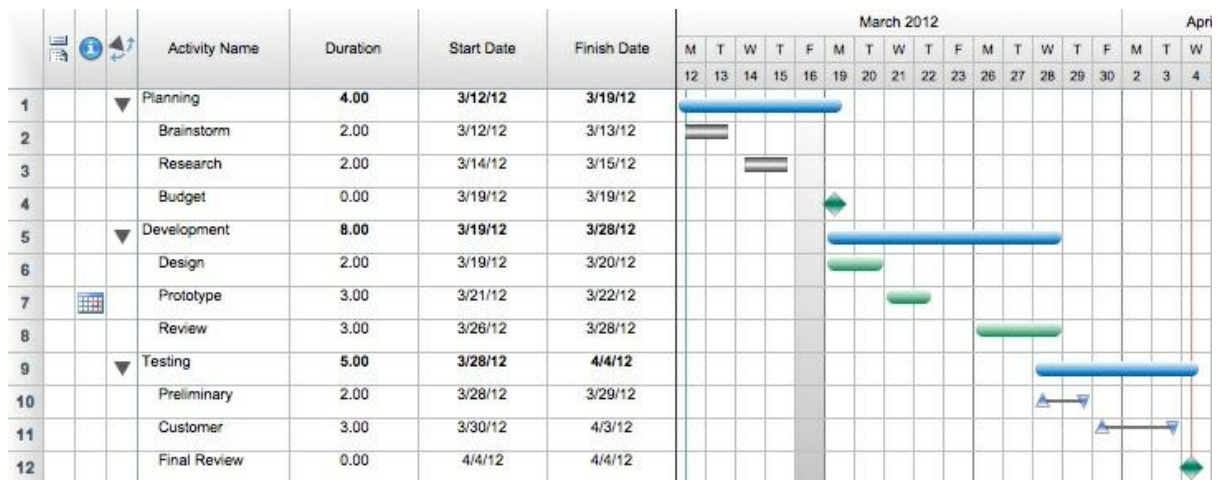 March 2012 Apri
Activity Name Duration Start Date Finish Date M T W T F M T W T F M T W T F M T W
12 13 14 15 16 19 20 21 22 23 26 27 28 29 30 2 3 4
1 Planning 4.00 3/12/12 3/19/12
2 Brainstorm 2.00 3/12/12 3/13/12
3 Research 2.00 3/14/12 3/15/12
4 Budget 0.00 3/19/12 3/19/12
5 Development 8.00 3/19/12 3/28/12
6 Design 2.00 3/19/12 3/20/12
7 Prototype 3.00 3/21/12 3/22/12
8 Review 3.00 3/26/12 3/28/12
9 Testing 5.00 3/28/12 4/4/12
10 Preliminary 2.00 3/28/12 3/29/12
11 Customer 3.00 3/30/12 4/3/12
12 Final Review 0.00 4/4/12 4/4/12